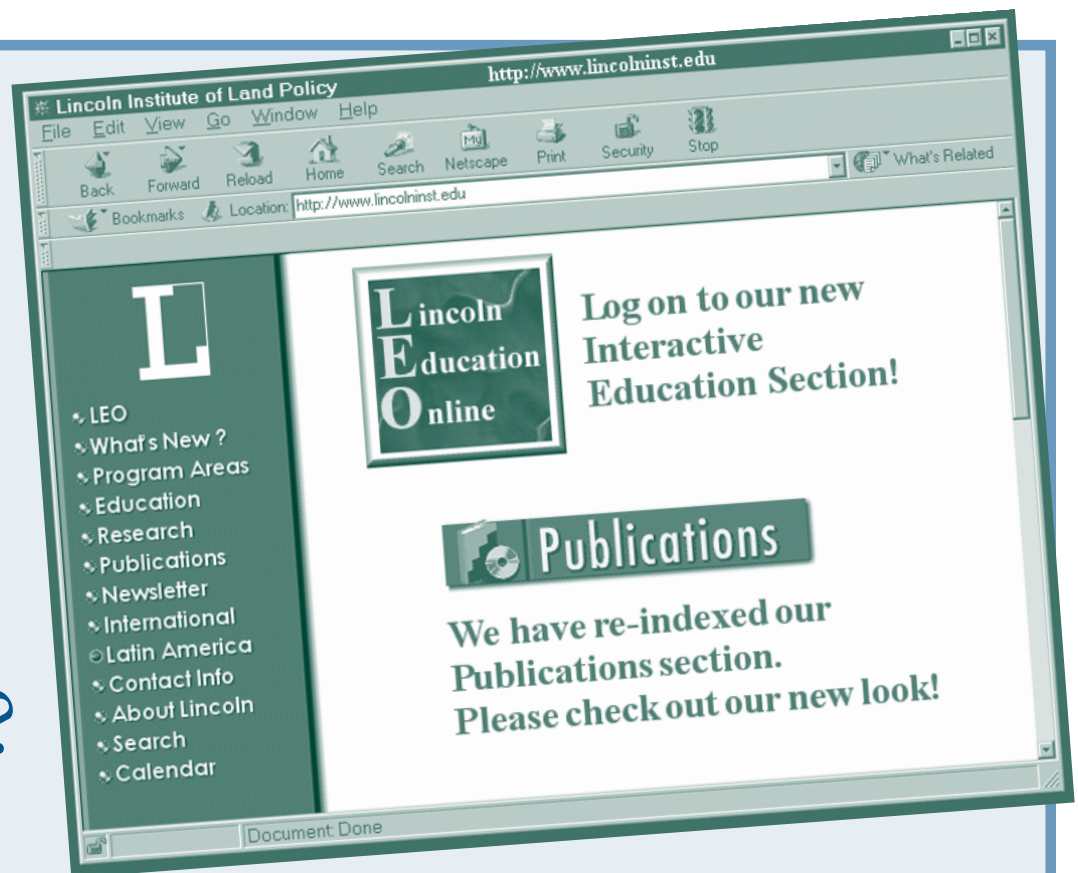 Lincoln Institute of Land Policy http://www.lincolninst.edu
File Edit View Go Window Help
Back Forward Reload Home Search Netscape Print Security Stop
Bookmarks Location: http://www.lincolninst.edu What's Related
L
LEO
What's New ?
Program Areas
Education
Research
Publications
Newsletter
International
Latin America
Contact Info
About Lincoln
Search
Calendar
Lincoln
Education
Online
Log on to our new
Interactive
Education Section!
Publications
We have re-indexed our
Publications section.
Please check out our new look!
Document: Done